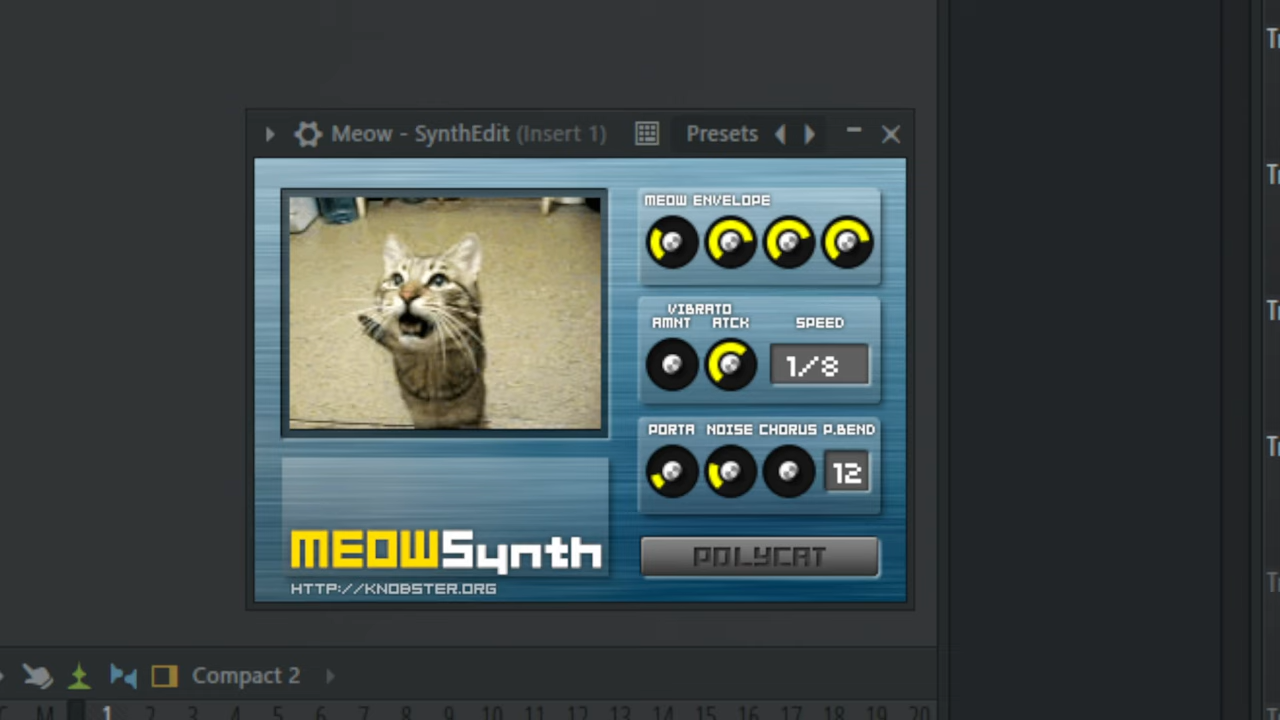 Meow - SynthEdit (Insert 1) Presets
MEOW ENVELOPE
VIBRATO
AMNT ATCK SPEED
1/8
PORTA NOISE CHORUS P.BEND
12
MEOWSynth
HTTP://KNOBSTER.ORG
POLYCAT
Compact 2
M 1 2 3 4 5 6 7 8 9 10 11 12 13 14 15 16 17 18 19 20